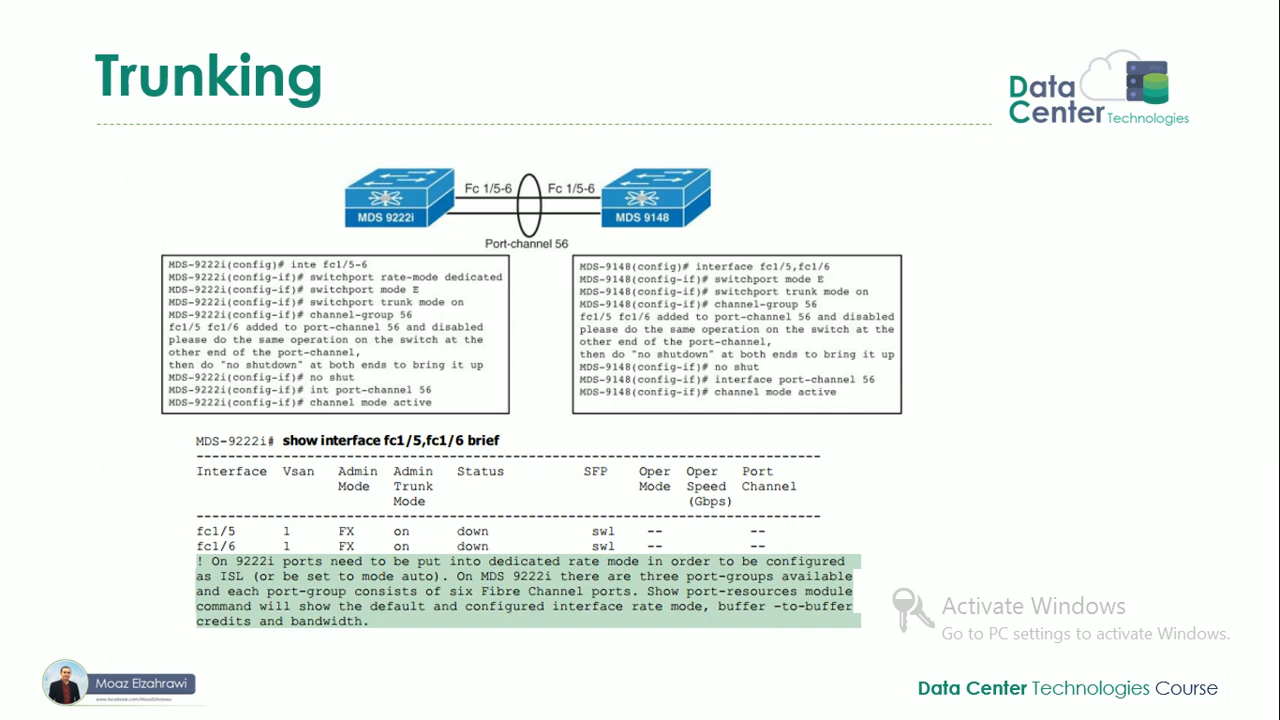 Trunking
Data
Center Technologies
Fc 1/5-6
Fc 1/5-6
MDS 9222i
MDS 9148
Port-channel 56
MDS-9222i(config)# inte fc1/5-6
MDS-9222i(config-if)# switchport rate-mode dedicated
MDS-9222i(config-if)# switchport mode E
MDS-9222i(config-if)# switchport trunk mode on
MDS-9222i(config-if)# channel-group 56
fc1/5 fc1/6 added to port-channel 56 and disabled
please do the same operation on the switch at the
other end of the port-channel,
then do "no shutdown" at both ends to bring it up
MDS-9222i(config-if)# no shut
MDS-9222i(config-if)# int port-channel 56
MDS-9222i(config-if)# channel mode active
MDS-9148(config)# interface fc1/5,fc1/6
MDS-9148(config-if)# switchport mode E
MDS-9148(config-if)# switchport trunk mode on
MDS-9148(config-if)# channel-group 56
fc1/5 fc1/6 added to port-channel 56 and disabled
please do the same operation on the switch at the
other end of the port-channel,
then do "no shutdown" at both ends to bring it up
MDS-9148(config-if)# no shut
MDS-9148(config-if)# interface port-channel 56
MDS-9148(config-if)# channel mode active
MDS-9222i# show interface fc1/5,fc1/6 brief
Interface Vsan Admin Admin Status SFP Oper Oper Port
Mode Trunk Mode Speed Channel
Mode (Gbps)
fc1/5 1 FX on down swl -- --
fc1/6 1 FX on down swl -- --
! On 9222i ports need to be put into dedicated rate mode in order to be configured
as ISL (or be set to mode auto). On MDS 9222i there are three port-groups available
and each port-group consists of six Fibre Channel ports. Show port-resources module
command will show the default and configured interface rate mode, buffer -to-buffer
credits and bandwidth.
Activate Windows
Go to PC settings to activate Windows.
Moaz Elzahrawi
Data Center Technologies Course